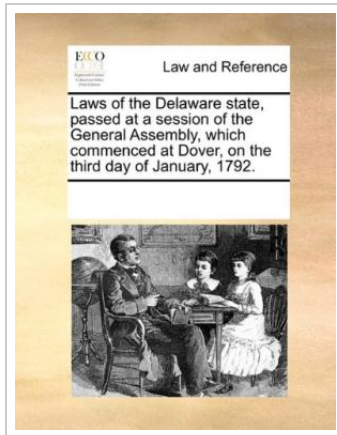 ECCO
Law and Reference
Laws of the Delaware state,
passed at a session of the
General Assembly, which
commenced at Dover, on the
third day of January, 1792.